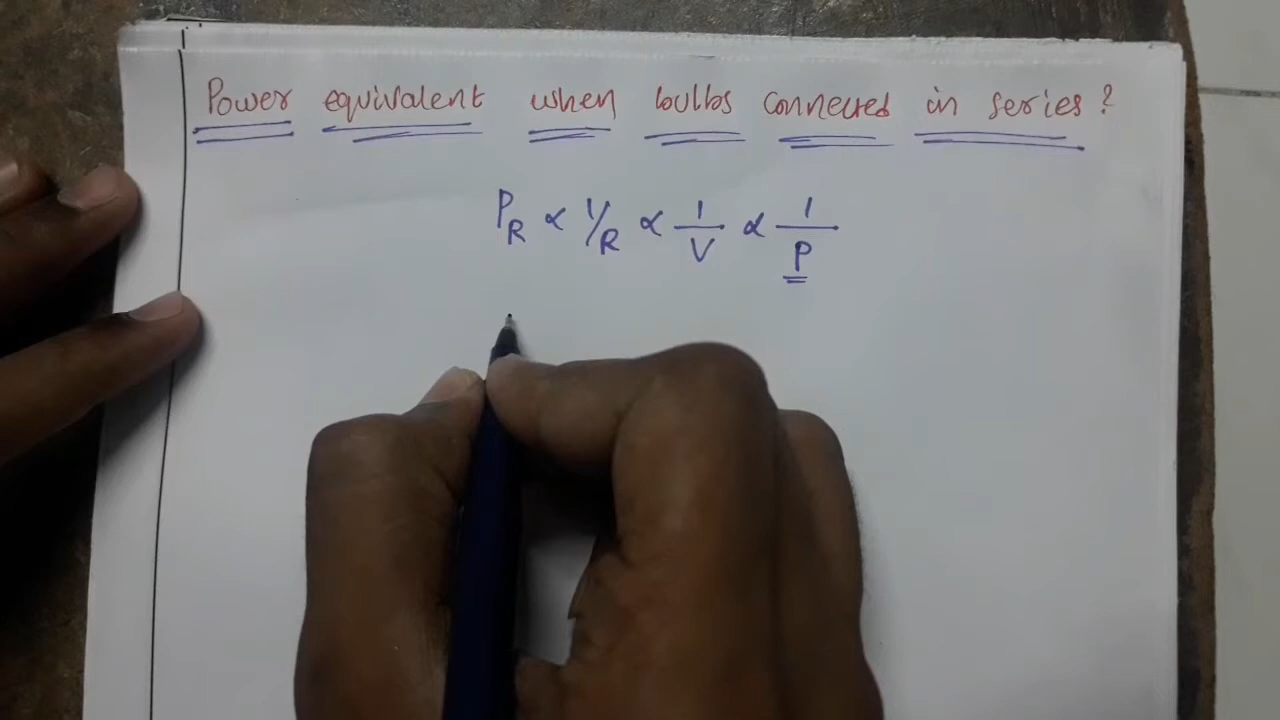 Power equivalent when bulbs connected in series?
P_R ∝ 1/R ∝ 1/V ∝ 1/P